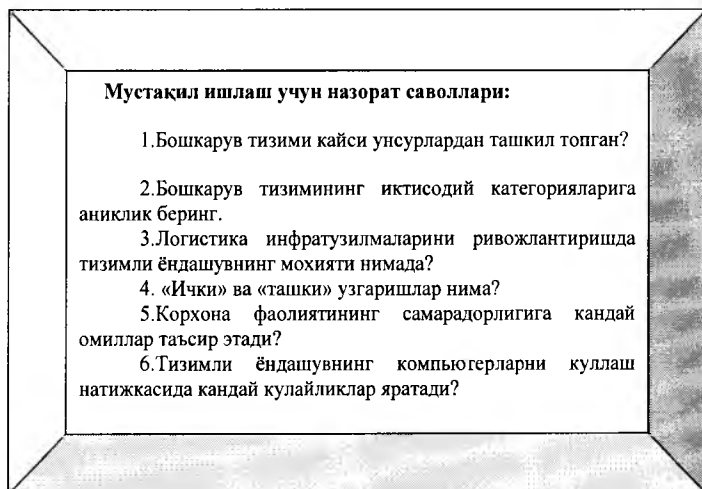 Мустақил ишлаш учун назорат саволлари:
1.Бошкарув тизими кайси унсурлардан ташкил топган?
2.Бошкарув тизимининг иктисодий категорияларига
аниклик беринг.
3.Логистика инфратузилмаларини ривожлантиришда
тизимли ёндашувнинг мохияти нимада?
4. «Ички» ва «ташки» узгаришлар нима?
5.Корхона фаолиятининг самарадорлигига кандай
омиллар таъсир этади?
6.Тизимли ёндашувнинг компьютерларни куллаш
натижкасида кандай кулайликлар яратади?